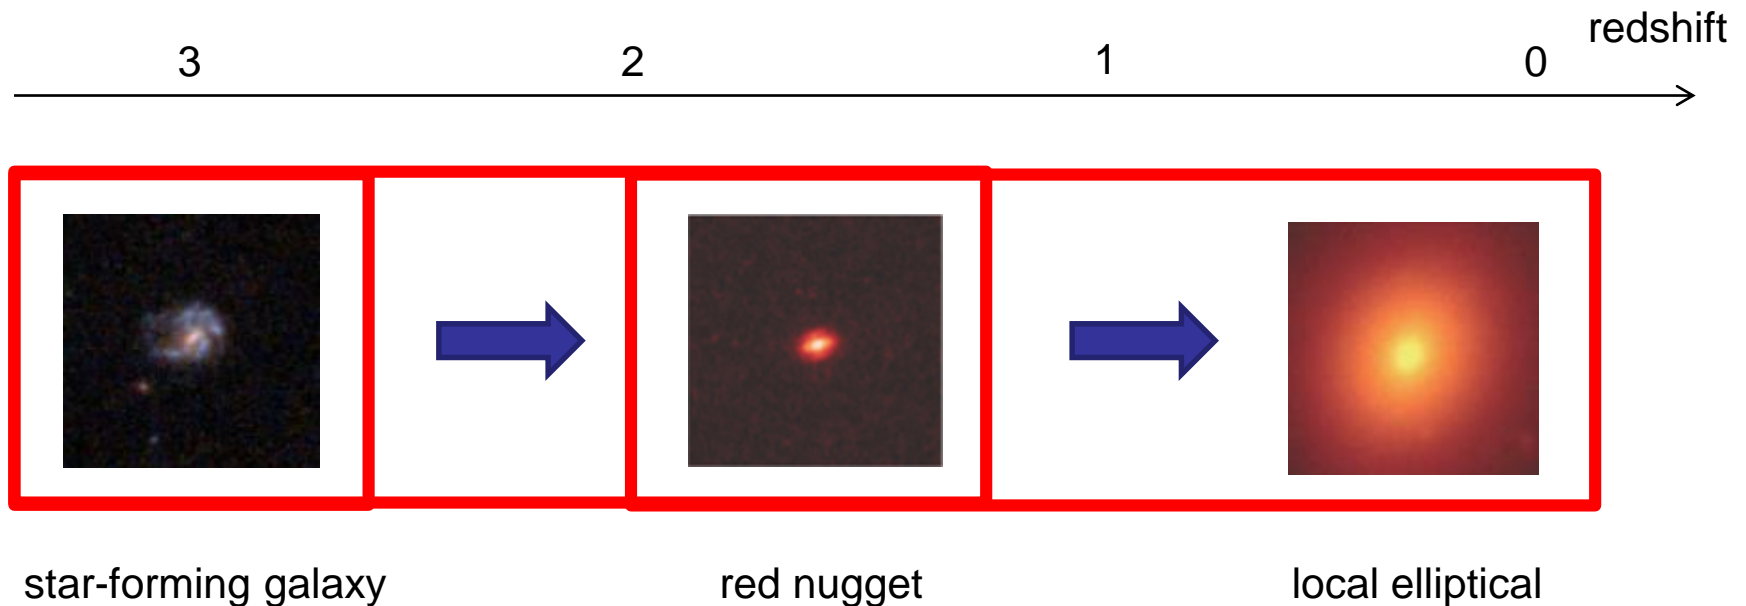 redshift
3 2 1 0
star-forming galaxy red nugget local elliptical